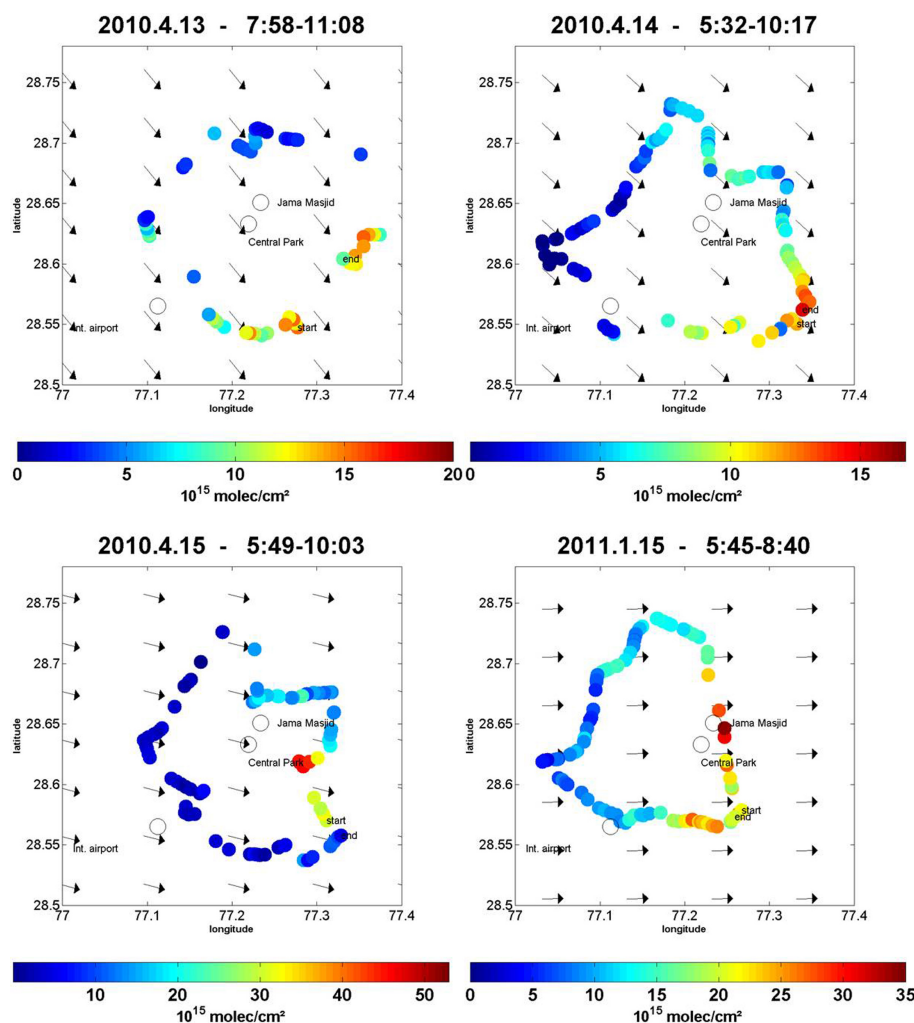 2010.4.13 - 7:58-11:08
28.75
28.7
28.65
28.6
28.55
28.5
latitude
Jama Masjid
Central Park
end
start
Int. airport
77
77.1
77.2
77.3
77.4
longitude
0
5
10
15
20
10¹⁵ molec/cm²
2010.4.14 - 5:32-10:17
28.75
28.7
28.65
28.6
28.55
28.5
latitude
Jama Masjid
Central Park
end
start
Int. airport
77
77.1
77.2
77.3
77.4
longitude
0
5
10
15
10¹⁵ molec/cm²
2010.4.15 - 5:49-10:03
28.75
28.7
28.65
28.6
28.55
28.5
latitude
Jama Masjid
Central Park
start
end
Int. airport
77
77.1
77.2
77.3
77.4
longitude
10
20
30
40
50
10¹⁵ molec/cm²
2011.1.15 - 5:45-8:40
28.75
28.7
28.65
28.6
28.55
28.5
latitude
Jama Masjid
Central Park
start
end
Int. airport
77
77.1
77.2
77.3
77.4
longitude
0
5
10
15
20
25
30
35
10¹⁵ molec/cm²